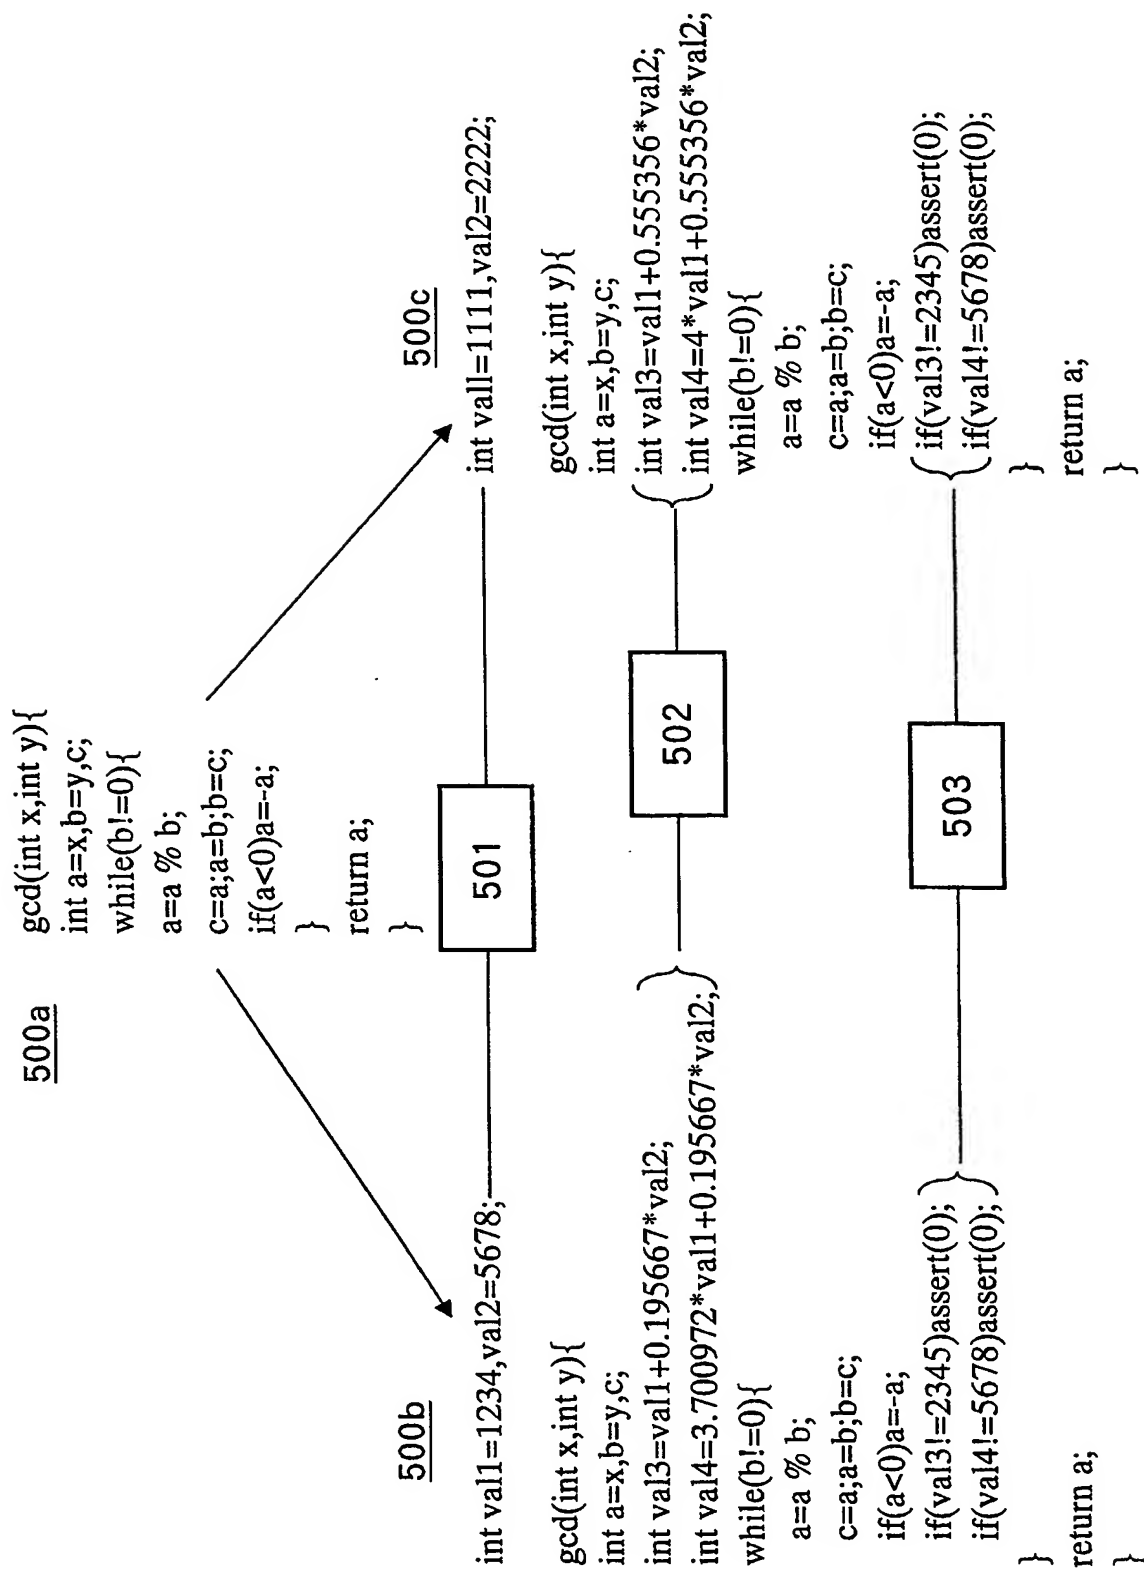 500a
gcd(int x,int y){
int a=x,b=y,c;
while(b!=0){
a=a % b;
c=a;a=b;b=c;
if(a<0)a=-a;
}
return a;
}
500b
int val1=1234,val2=5678;
gcd(int x,int y){
int a=x,b=y,c;
int val3=val1+0.195667*val2;
int val4=3.700972*val1+0.195667*val2;
while(b!=0){
a=a % b;
c=a;a=b;b=c;
if(a<0)a=-a;
if(val3!=2345)assert(0);
if(val4!=5678)assert(0);
}
return a;
}
501
502
503
500c
int val1=1111,val2=2222;
gcd(int x,int y){
int a=x,b=y,c;
int val3=val1+0.555356*val2;
int val4=4*val1+0.555356*val2;
while(b!=0){
a=a % b;
c=a;a=b;b=c;
if(a<0)a=-a;
if(val3!=2345)assert(0);
if(val4!=5678)assert(0);
}
return a;
}